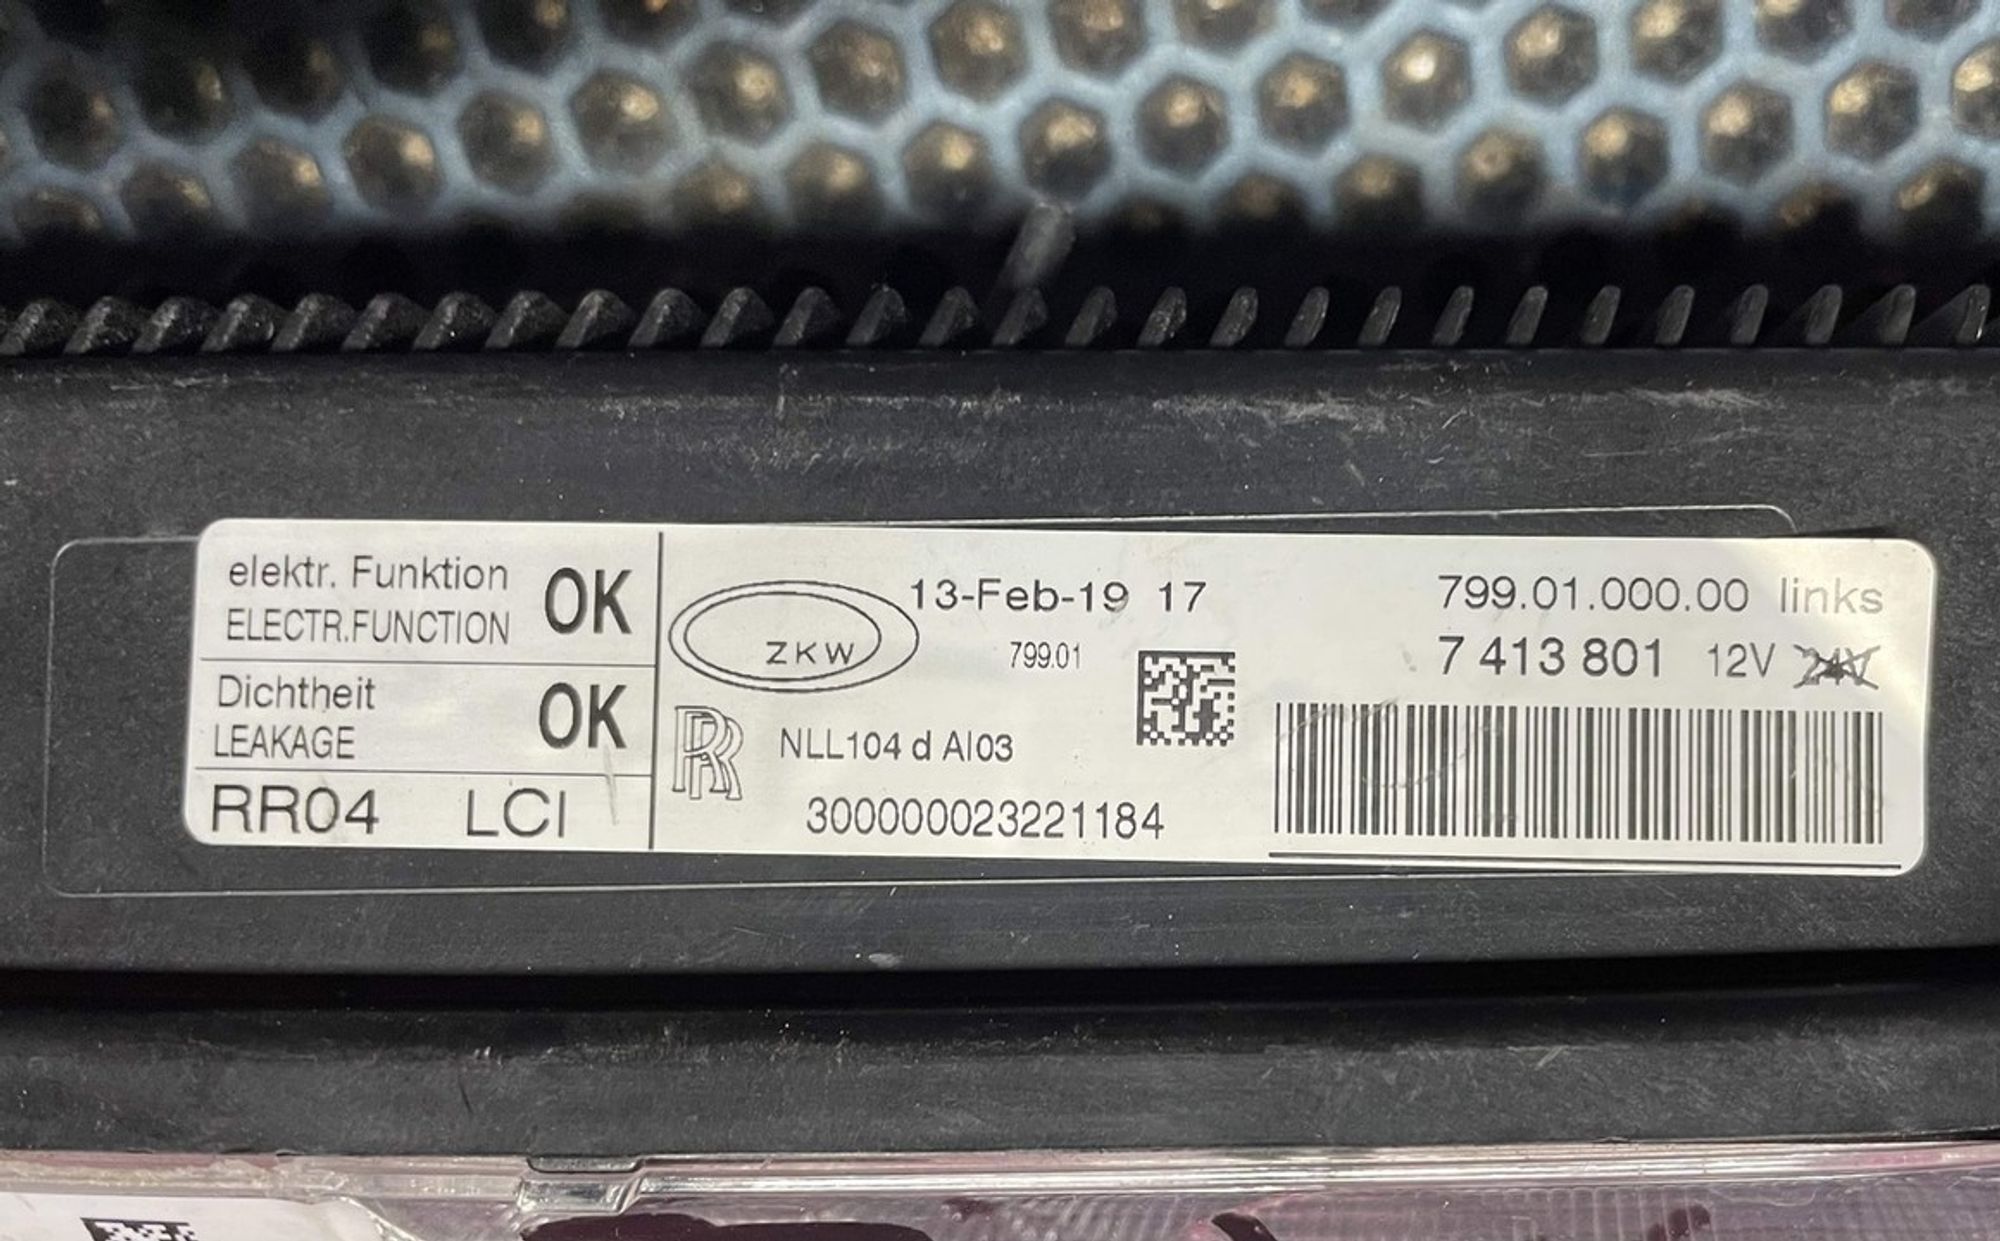 elektr. Funktion OK
ELECTR.FUNCTION
Dichtheit OK
LEAKAGE
RR04 LCI
ZKW
13-Feb-19 17
799.01
RR
NLL104 d AI03
300000023221184
799.01.000.00 links
7 413 801 12V 24V